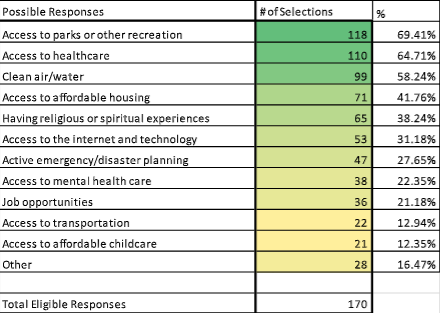 Possible Responses # of Selections %
Access to parks or other recreation 118 69.41%
Access to healthcare 110 64.71%
Clean air/water 99 58.24%
Access to affordable housing 71 41.76%
Having religious or spiritual experiences 65 38.24%
Access to the internet and technology 53 31.18%
Active emergency/disaster planning 47 27.65%
Access to mental health care 38 22.35%
Job opportunities 36 21.18%
Access to transportation 22 12.94%
Access to affordable childcare 21 12.35%
Other 28 16.47%
Total Eligible Responses 170